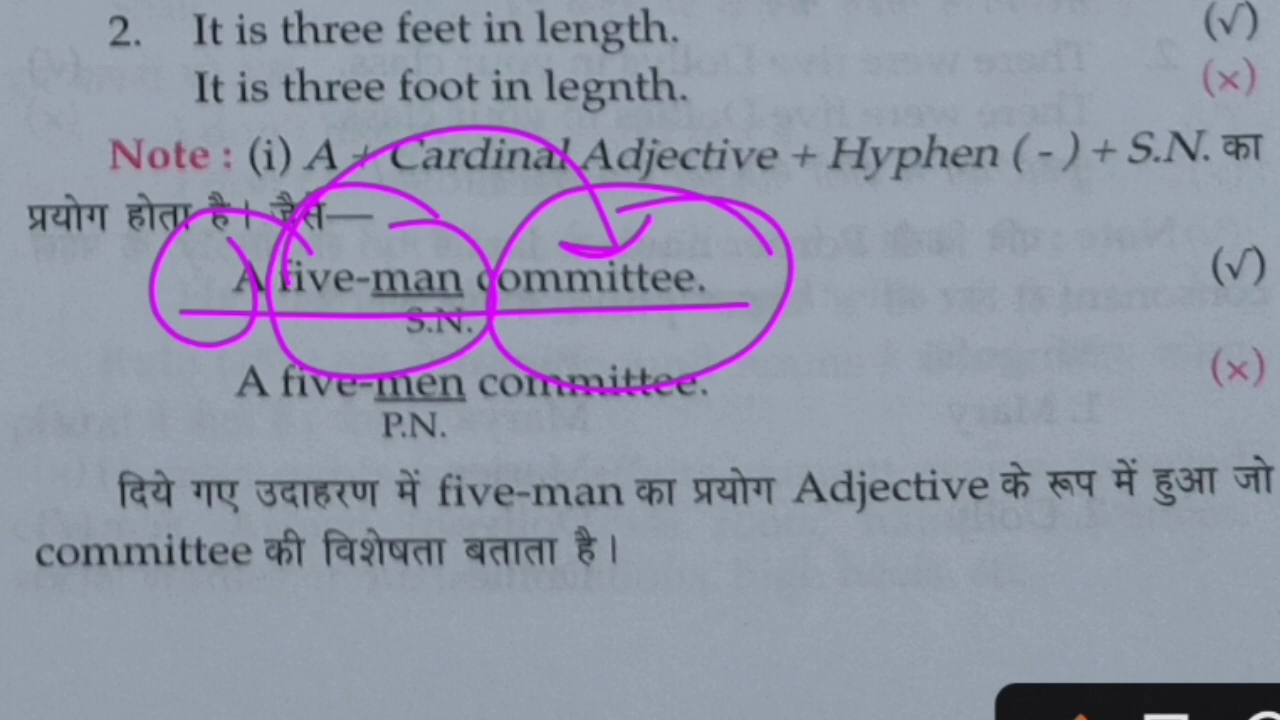 2. It is three feet in length. (√)
It is three foot in legnth. (×)
Note : (i) A + Cardinal Adjective + Hyphen ( - ) + S.N. का
प्रयोग होता है। जैसे—
A five-man committee. (√)
S.N.
A five-men committee. (×)
P.N.
दिये गए उदाहरण में five-man का प्रयोग Adjective के रूप में हुआ जो
committee की विशेषता बताता है।